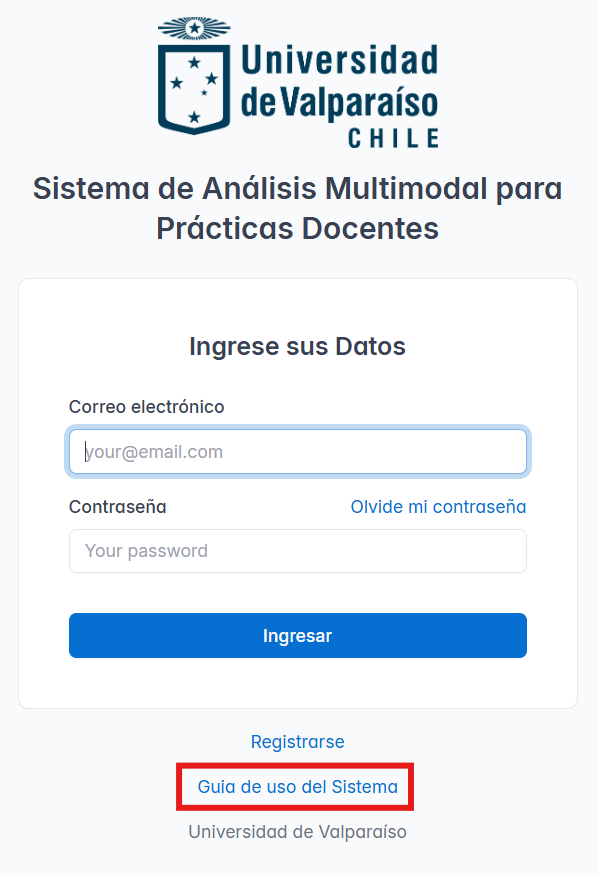 Universidad
de Valparaíso
CHILE
Sistema de Análisis Multimodal para
Prácticas Docentes
Ingrese sus Datos
Correo electrónico
your@email.com
Contraseña Olvide mi contraseña
Your password
Ingresar
Registrarse
Guia de uso del Sistema
Universidad de Valparaíso